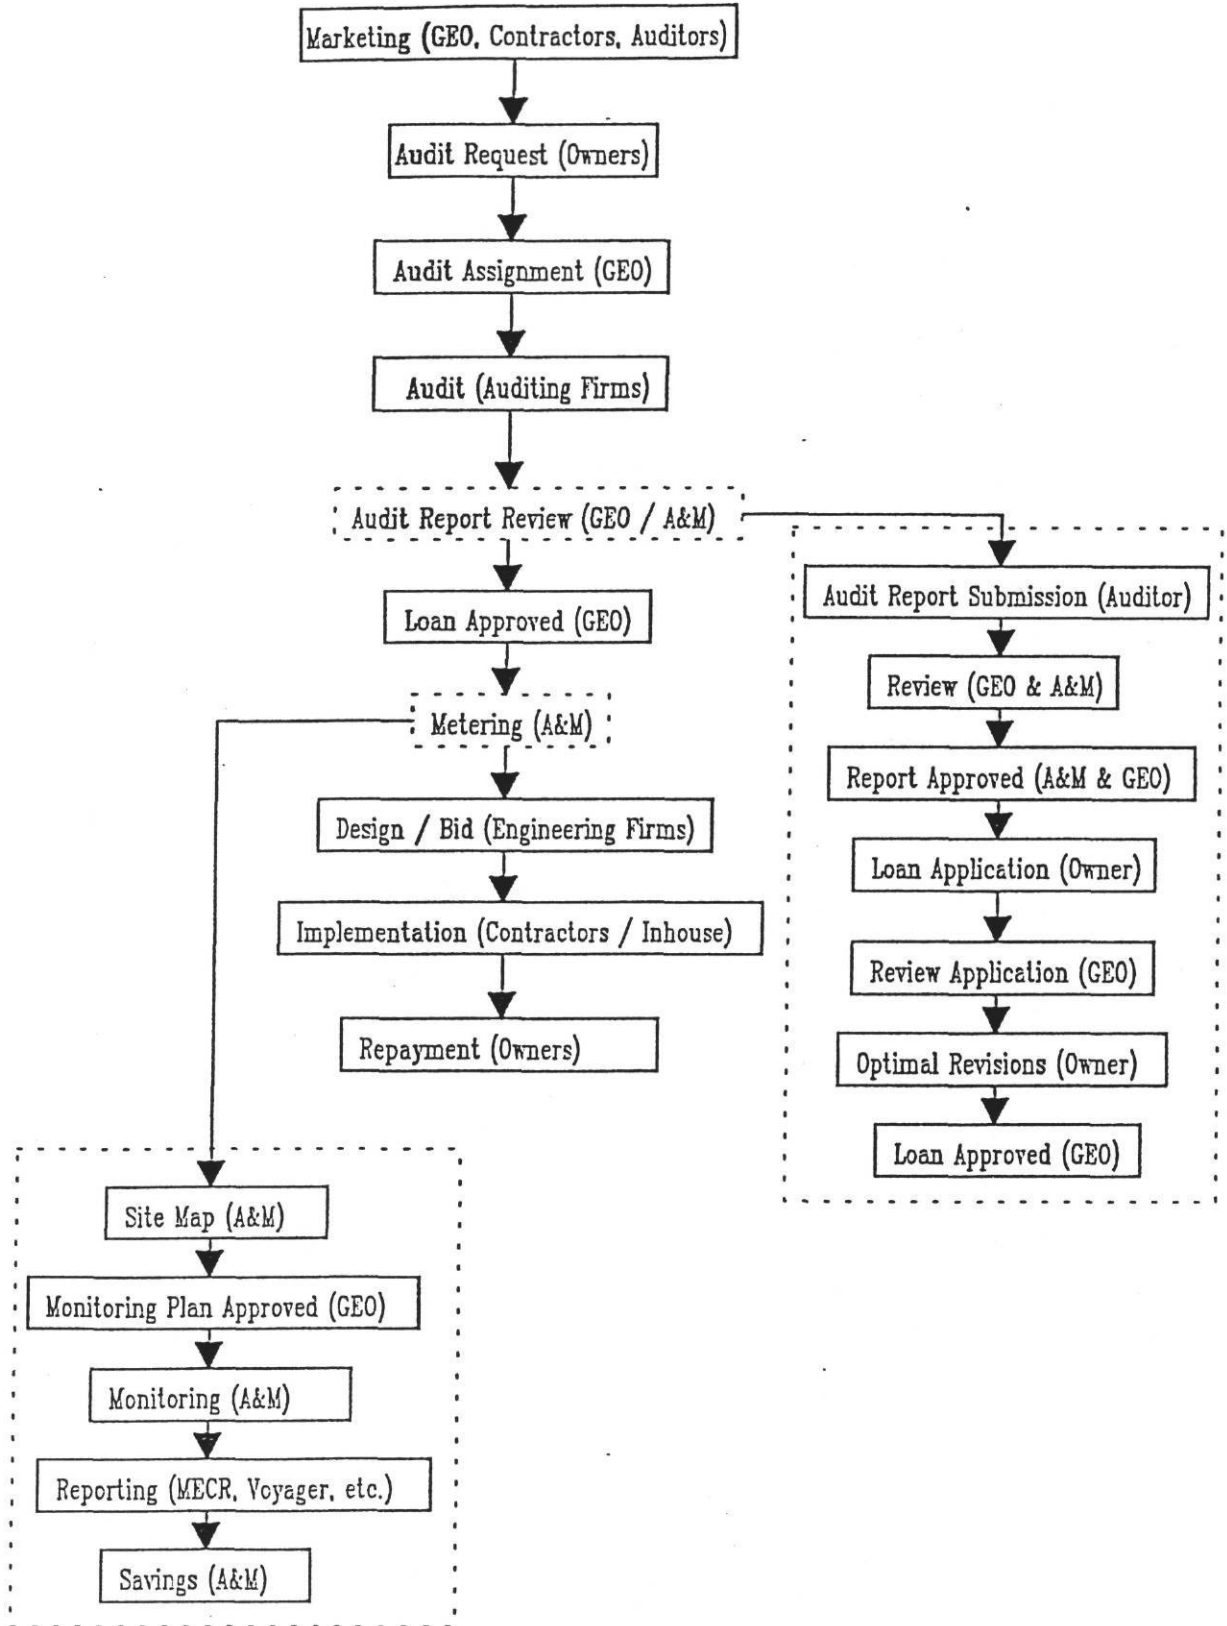 Marketing (GEO, Contractors, Auditors)
Audit Request (Owners)
Audit Assignment (GEO)
Audit (Auditing Firms)
Audit Report Review (GEO / A&M)
Loan Approved (GEO)
Metering (A&M)
Design / Bid (Engineering Firms)
Implementation (Contractors / Inhouse)
Repayment (Owners)
Audit Report Submission (Auditor)
Review (GEO & A&M)
Report Approved (A&M & GEO)
Loan Application (Owner)
Review Application (GEO)
Optimal Revisions (Owner)
Loan Approved (GEO)
Site Map (A&M)
Monitoring Plan Approved (GEO)
Monitoring (A&M)
Reporting (MECR, Voyager, etc.)
Savings (A&M)